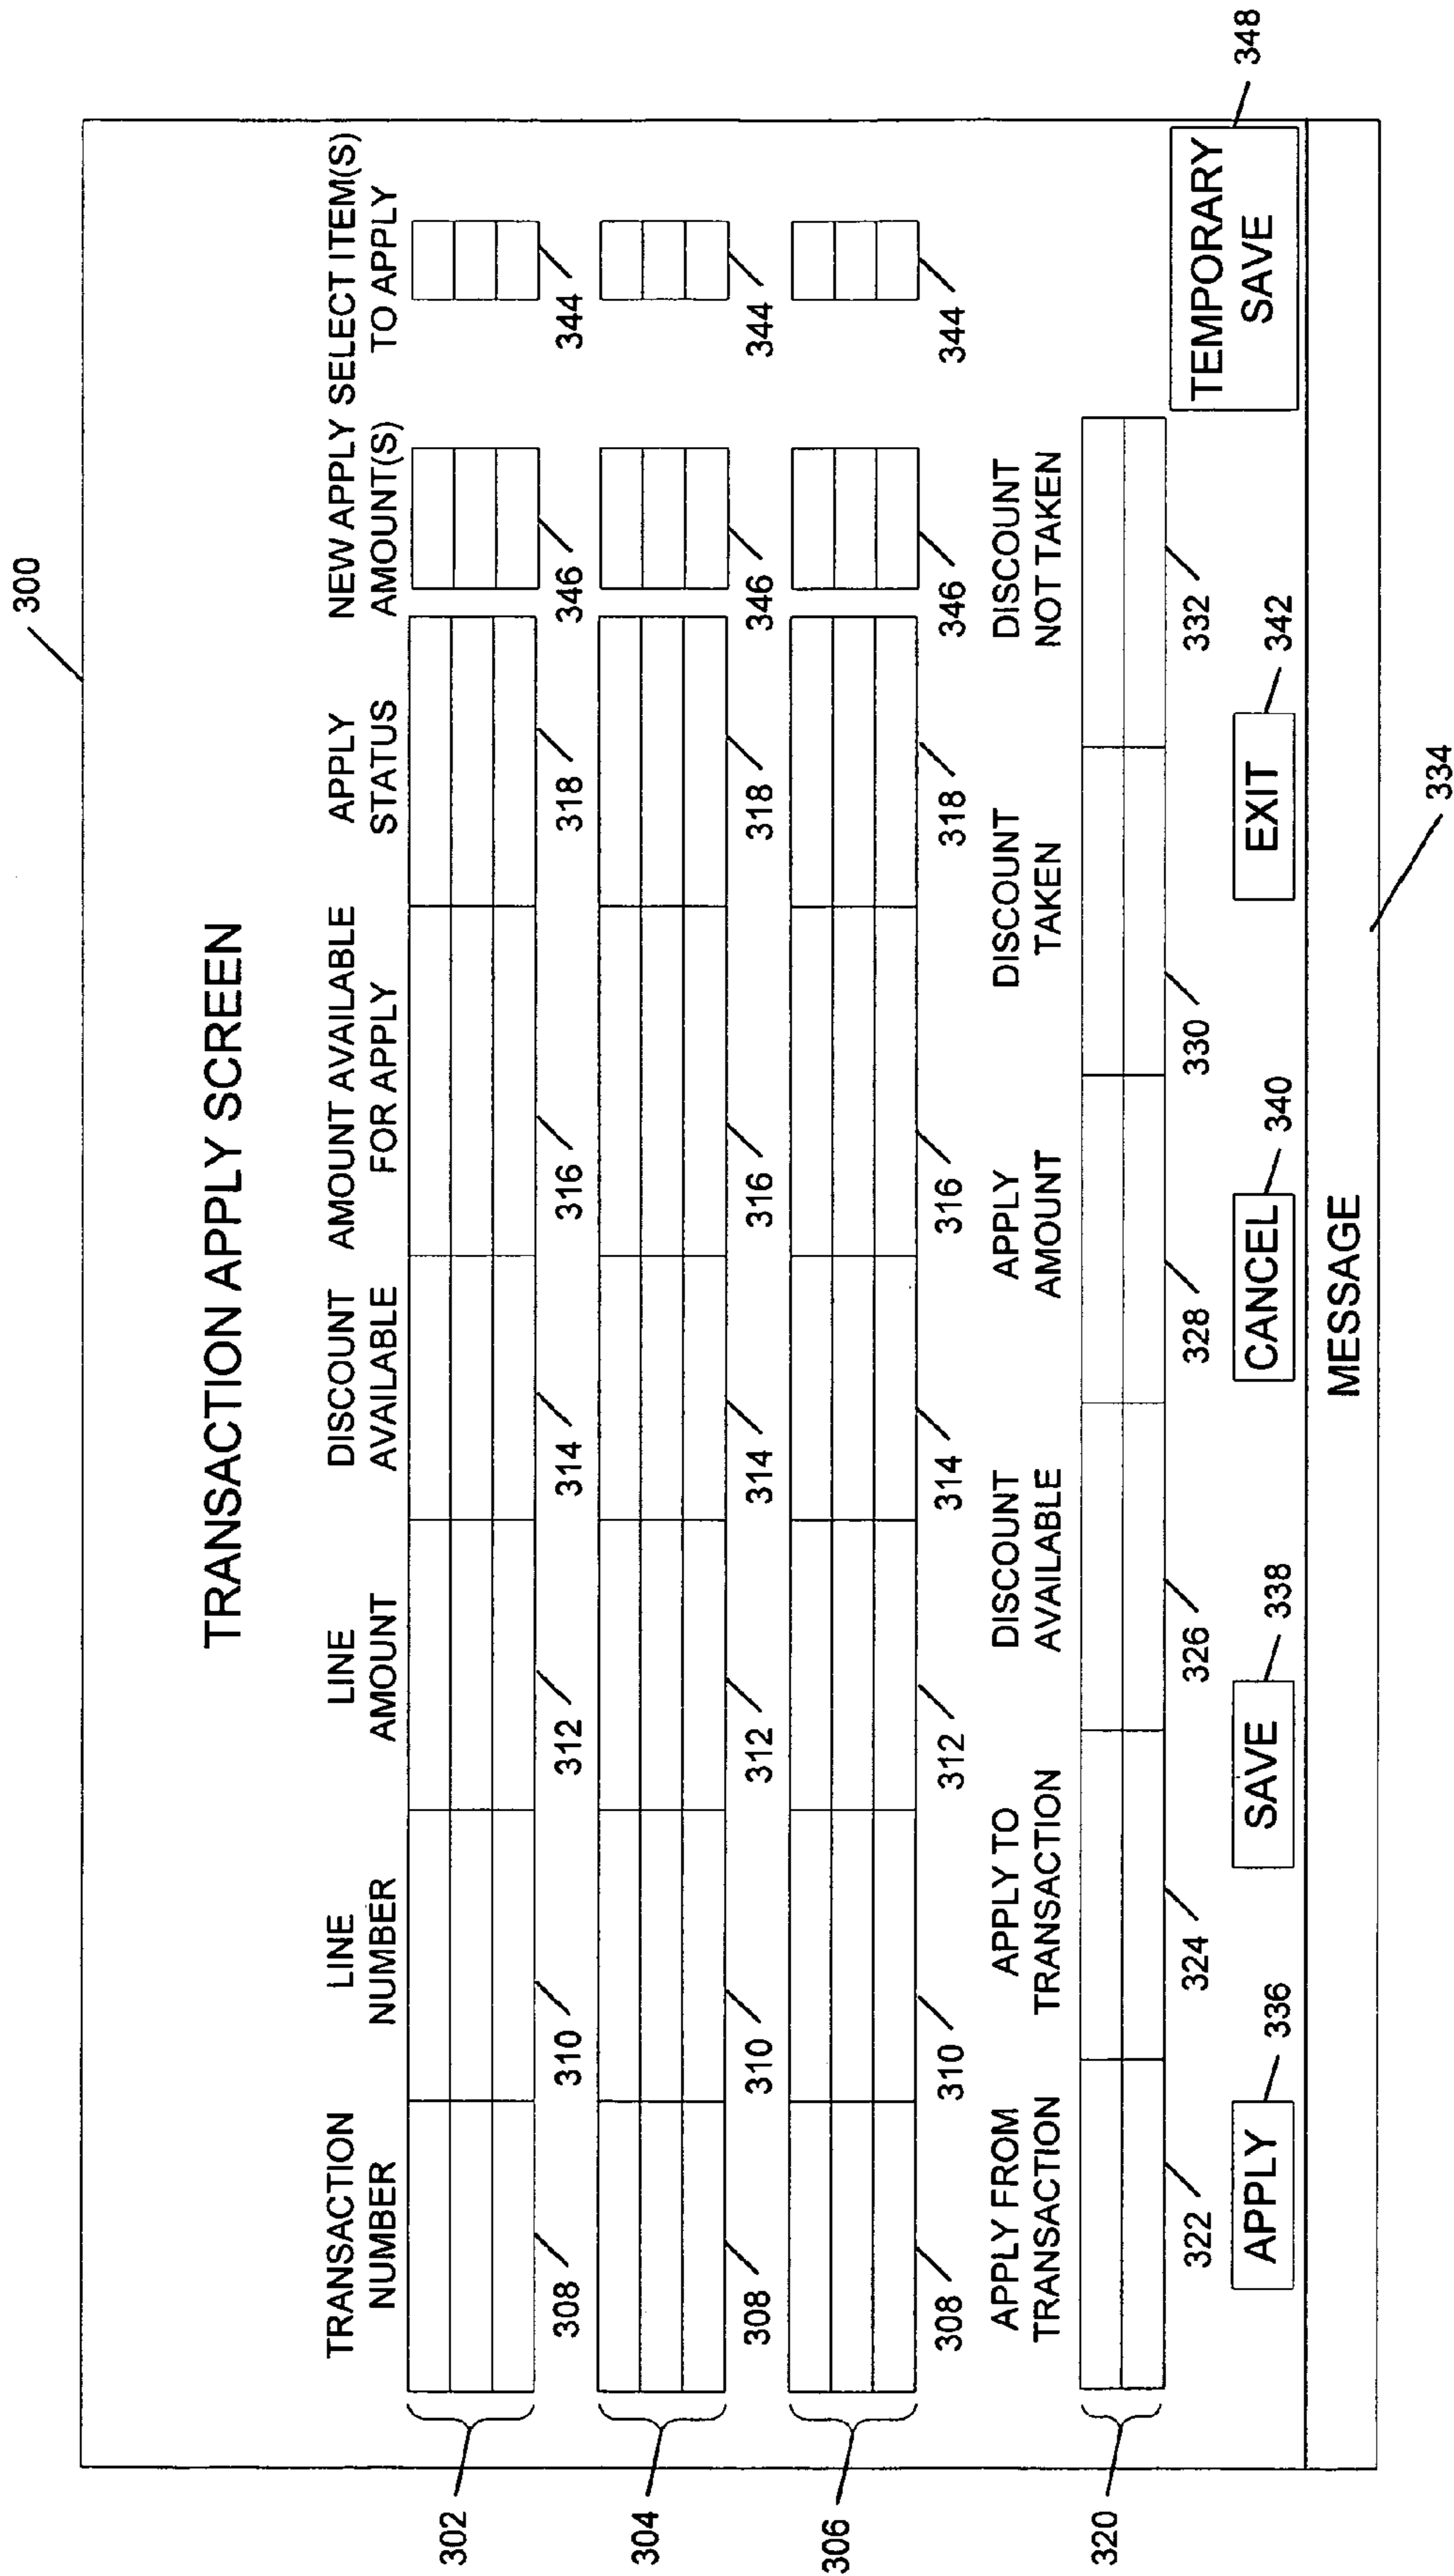 300
TRANSACTION APPLY SCREEN
TRANSACTION NUMBER
LINE NUMBER
LINE AMOUNT
DISCOUNT AVAILABLE
AMOUNT AVAILABLE FOR APPLY
APPLY STATUS
NEW APPLY AMOUNT(S)
SELECT ITEM(S) TO APPLY
302
308 310 312 314 316 318 346 344
304
308 310 312 314 316 318 346 344
306
308 310 312 314 316 318 346 344
APPLY FROM TRANSACTION
APPLY TO TRANSACTION
DISCOUNT AVAILABLE
APPLY AMOUNT
DISCOUNT TAKEN
DISCOUNT NOT TAKEN
320
322 324 326 328 330 332
APPLY 336
SAVE 338
CANCEL 340
EXIT 342
TEMPORARY SAVE 348
MESSAGE
334